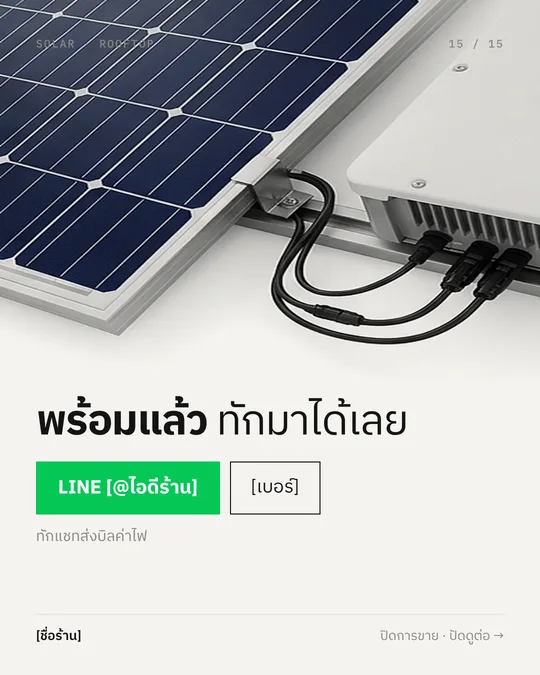 SOLAR ROOFTOP
15 / 15
พร้อมแล้ว ทักมาได้เลย
LINE [@ไอดีร้าน]
[เบอร์]
ทักแชทส่งบิลค่าไฟ
[ชื่อร้าน]
ปิดการขาย · ปัดดูต่อ →